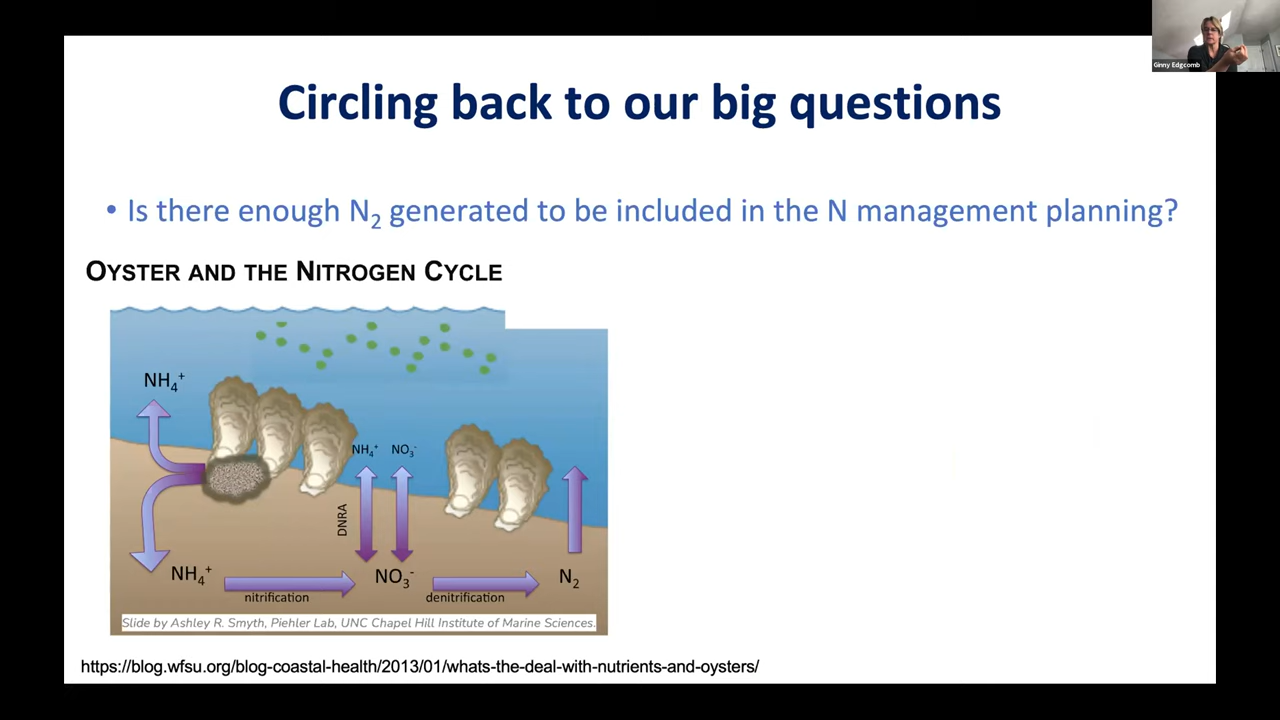 Ginny Edgcomb
Circling back to our big questions
• Is there enough N₂ generated to be included in the N management planning?
OYSTER AND THE NITROGEN CYCLE
NH₄⁺
NH₄⁺ NO₃⁻
DNRA
NH₄⁺ NO₃⁻ N₂
nitrification denitrification
Slide by Ashley R. Smyth, Piehler Lab, UNC Chapel Hill Institute of Marine Sciences.
https://blog.wfsu.org/blog-coastal-health/2013/01/whats-the-deal-with-nutrients-and-oysters/